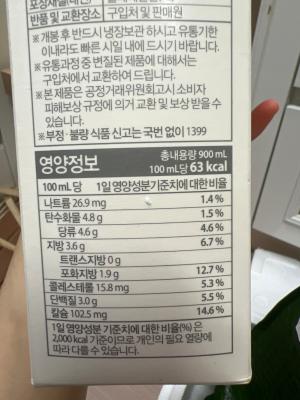 반품 및 교환장소 구입처 및 판매원
※개봉 후 반드시 냉장보관 하시고 유통기한
이내라도 빠른 시일 내에 드시기 바랍니다.
※유통과정 중 변질된 제품에 대해서는
구입처에서 교환하여 드립니다.
※본 제품은 공정거래위원회고시 소비자
피해보상 규정에 의거 교환 및 보상 받을 수
있습니다.
※부정·불량 식품 신고는 국번 없이 1399
영양정보 총내용량 900 mL
100 mL당 63 kcal
100 mL당 1일 영양성분기준치에 대한 비율
나트륨 26.9 mg 1.4 %
탄수화물 4.8 g 1.5 %
당류 4.6 g 4.6 %
지방 3.6 g 6.7 %
트랜스지방 0 g
포화지방 1.9 g 12.7 %
콜레스테롤 15.8 mg 5.3 %
단백질 3.0 g 5.5 %
칼슘 102.5 mg 14.6 %
1일 영양성분 기준치에 대한 비율(%)은
2,000 kcal 기준이므로 개인의 필요 열량에
따라 다를 수 있습니다.